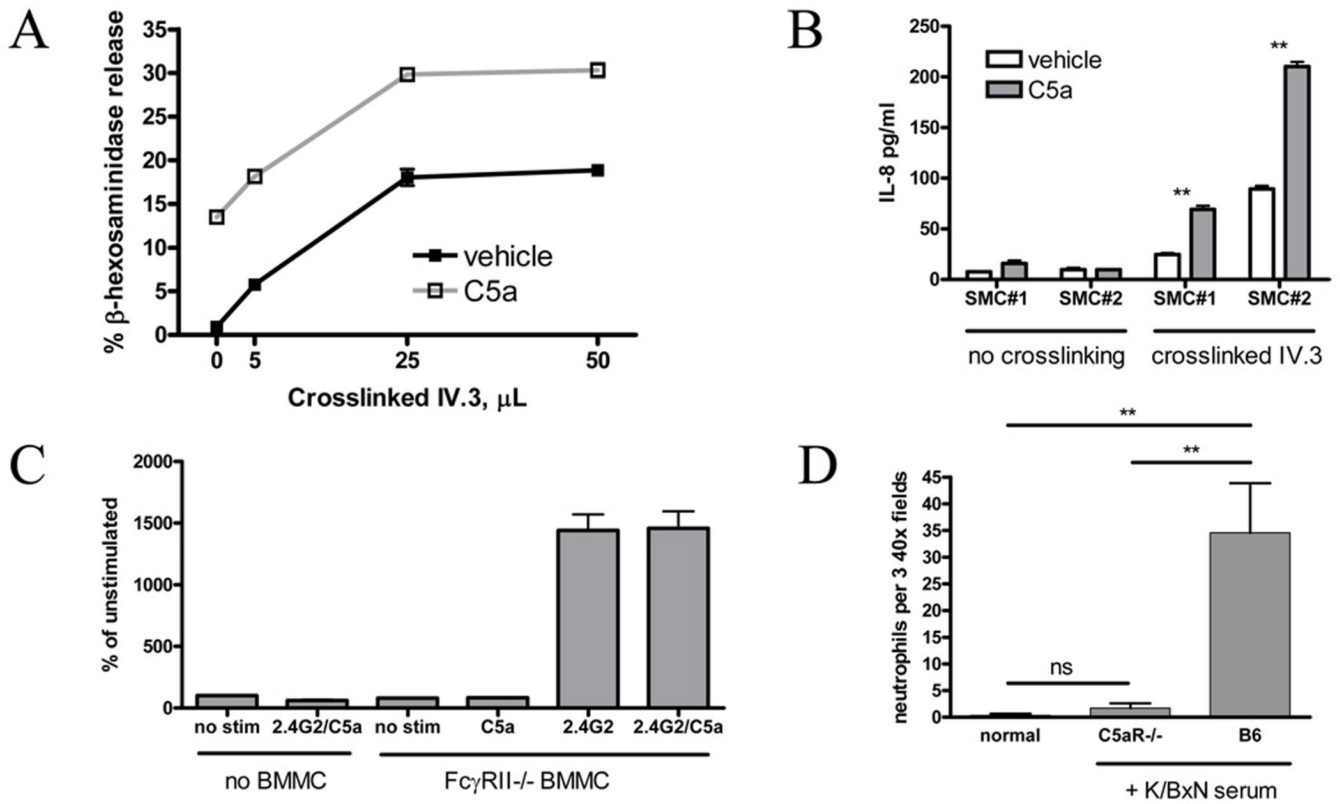 A
% β-hexosaminidase release
35
30
25
20
15
10
5
0
vehicle
C5a
0 5 25 50
Crosslinked IV.3, μL
B
IL-8 pg/ml
250
200
150
100
50
0
vehicle
C5a
**
**
SMC#1 SMC#2 SMC#1 SMC#2
no crosslinking crosslinked IV.3
C
% of unstimulated
2000
1500
1000
500
0
no stim 2.4G2/C5a no stim C5a 2.4G2 2.4G2/C5a
no BMMC FcγRII-/- BMMC
D
neutrophils per 3 40x fields
**
**
45
40
35
30
25
20
15
10
5
0
ns
normal C5aR-/- B6
+ K/BxN serum